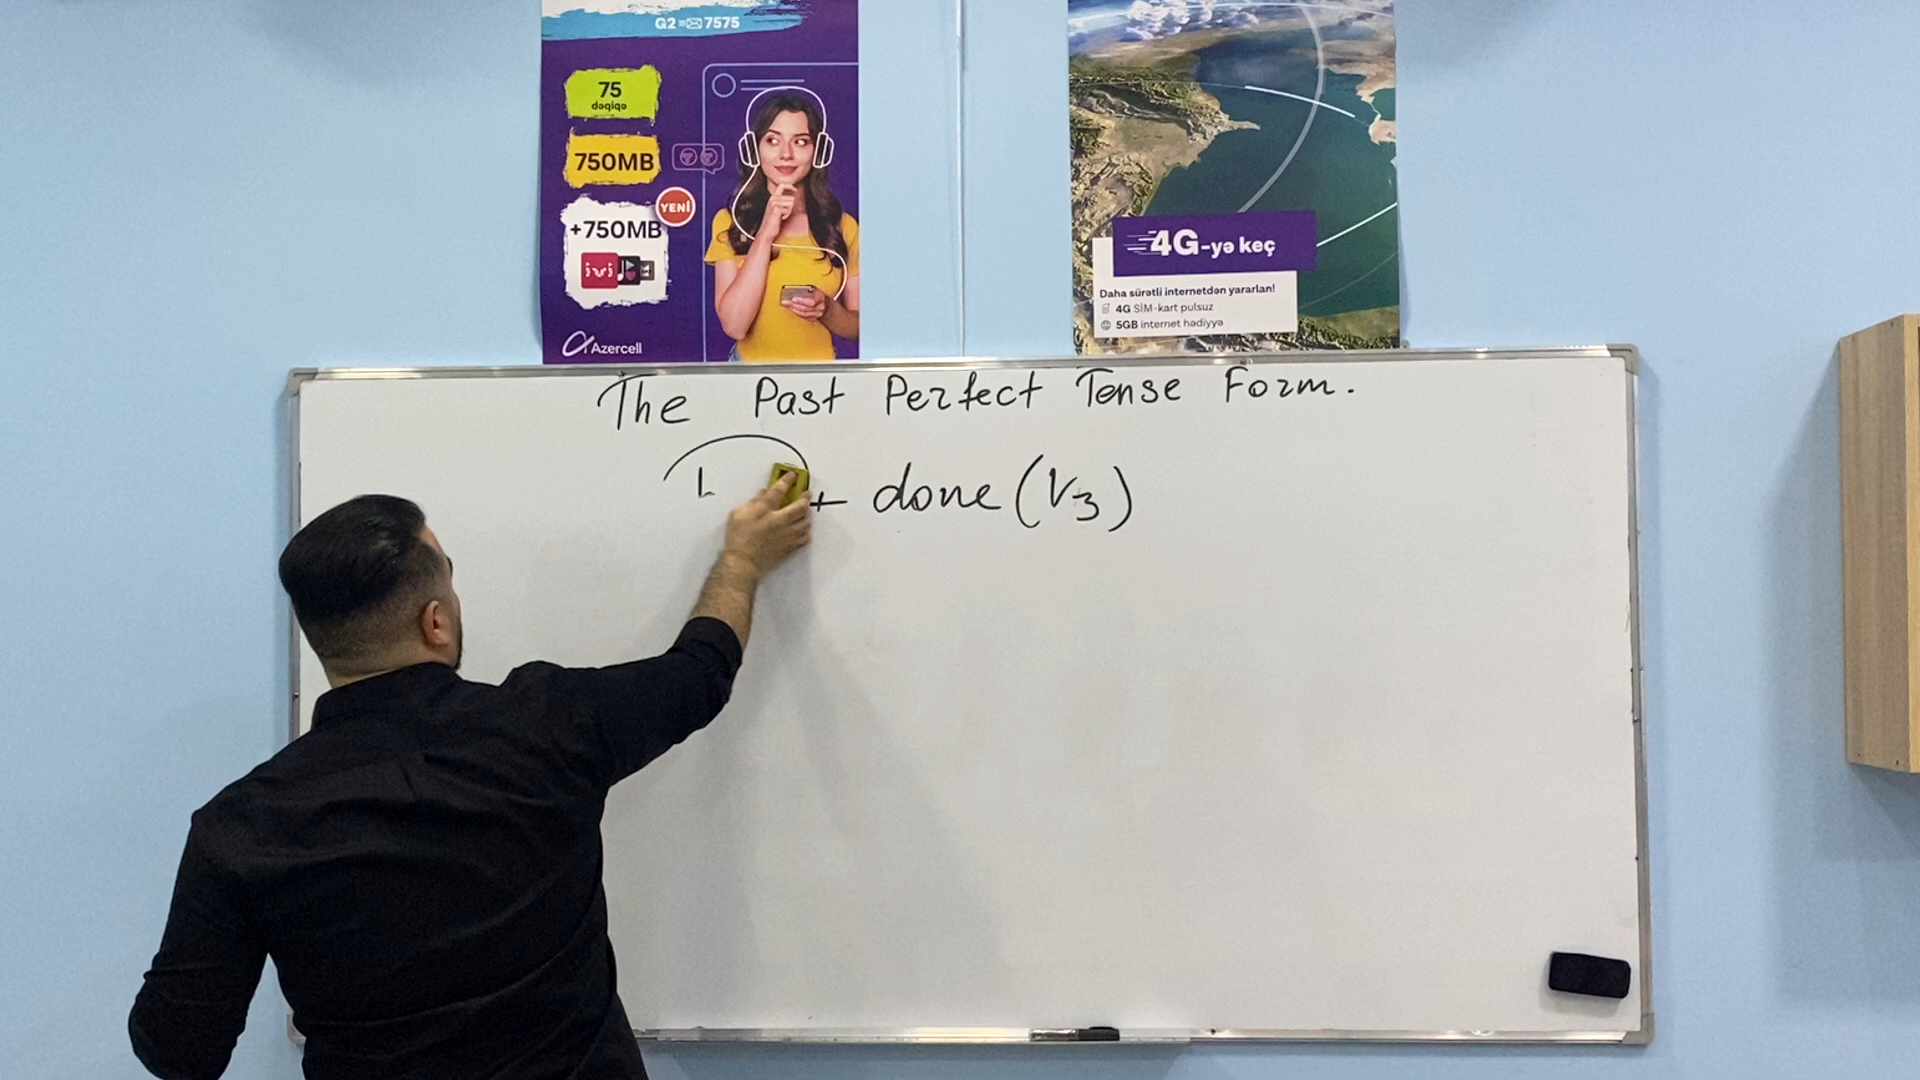 G2 = 7575
75
dəqiqə
750MB
YENİ
+750MB
ivi
Azercell
4G-yə keç
Daha sürətli internetdən yararlan!
4G SİM-kart pulsuz
5GB internet hədiyyə
The Past Perfect Tense Form.
+ done (V3)